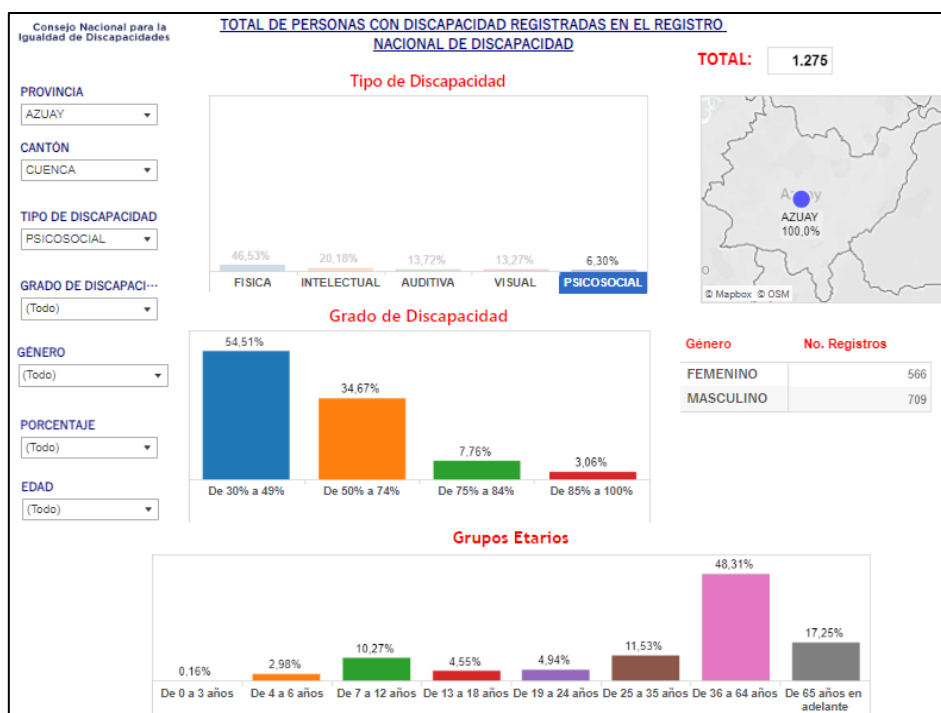 Consejo Nacional para la
Igualdad de Discapacidades
TOTAL DE PERSONAS CON DISCAPACIDAD REGISTRADAS EN EL REGISTRO
NACIONAL DE DISCAPACIDAD
TOTAL: 1.275
PROVINCIA
AZUAY
CANTÓN
CUENCA
TIPO DE DISCAPACIDAD
PSICOSOCIAL
GRADO DE DISCAPACI...
(Todo)
GÉNERO
(Todo)
PORCENTAJE
(Todo)
EDAD
(Todo)
Tipo de Discapacidad
46,53% 20,18% 13,72% 13,27% 6,30%
FISICA INTELECTUAL AUDITIVA VISUAL PSICOSOCIAL
Azuay
AZUAY
100,0%
© Mapbox © OSM
Grado de Discapacidad
54,51% 34,67% 7,76% 3,06%
De 30% a 49% De 50% a 74% De 75% a 84% De 85% a 100%
Género No. Registros
FEMENINO 566
MASCULINO 709
Grupos Etarios
0,16% 2,98% 10,27% 4,55% 4,94% 11,53% 48,31% 17,25%
De 0 a 3 años De 4 a 6 años De 7 a 12 años De 13 a 18 años De 19 a 24 años De 25 a 35 años De 36 a 64 años De 65 años en
adelante